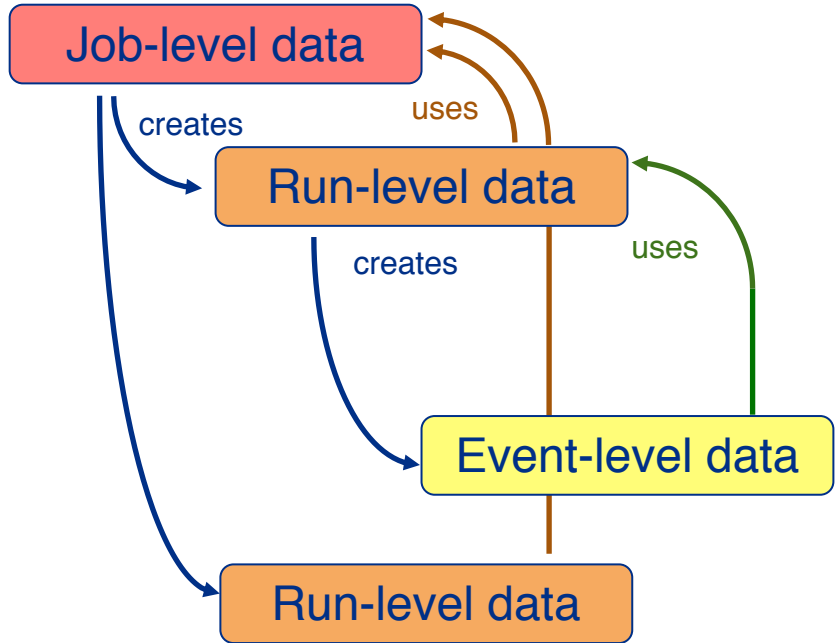 Job-level data
creates
uses
Run-level data
creates
uses
Event-level data
Run-level data